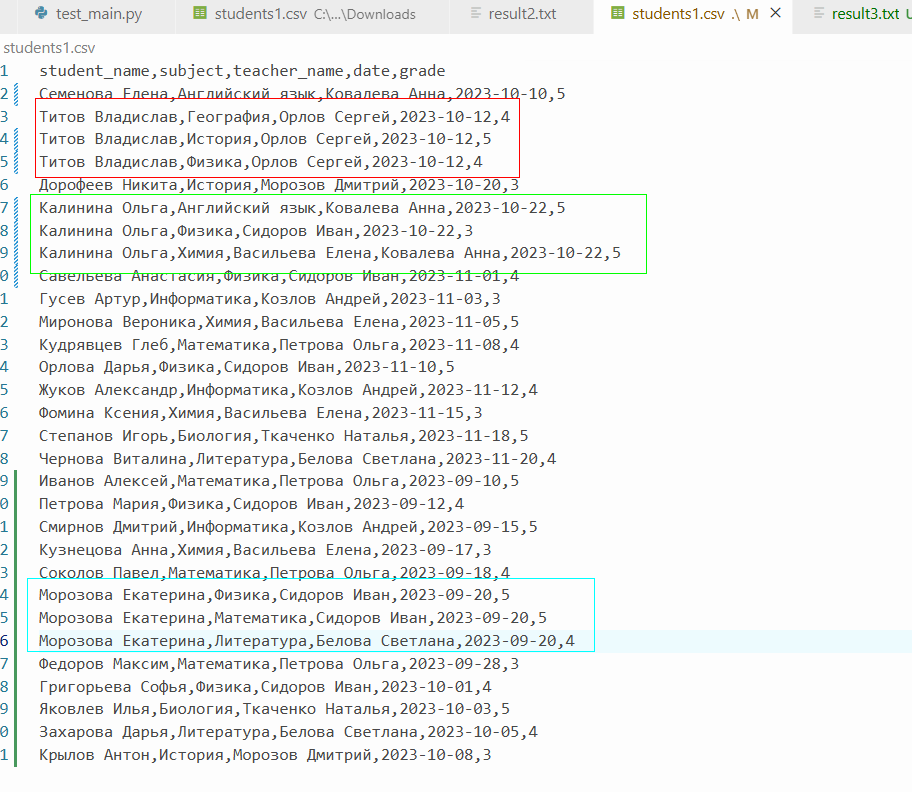 test_main.py students1.csv C:\...\Downloads result2.txt students1.csv .\ M × result3.txt
students1.csv
1 student_name,subject,teacher_name,date,grade
2 Семенова Елена,Английский язык,Ковалева Анна,2023-10-10,5
3 Титов Владислав,География,Орлов Сергей,2023-10-12,4
4 Титов Владислав,История,Орлов Сергей,2023-10-12,5
5 Титов Владислав,Физика,Орлов Сергей,2023-10-12,4
6 Дорофеев Никита,История,Морозов Дмитрий,2023-10-20,3
7 Калинина Ольга,Английский язык,Ковалева Анна,2023-10-22,5
8 Калинина Ольга,Физика,Сидоров Иван,2023-10-22,3
9 Калинина Ольга,Химия,Васильева Елена,Ковалева Анна,2023-10-22,5
0 Савельева Анастасия,Физика,Сидоров Иван,2023-11-01,4
1 Гусев Артур,Информатика,Козлов Андрей,2023-11-03,3
2 Миронова Вероника,Химия,Васильева Елена,2023-11-05,5
3 Кудрявцев Глеб,Математика,Петрова Ольга,2023-11-08,4
4 Орлова Дарья,Физика,Сидоров Иван,2023-11-10,5
5 Жуков Александр,Информатика,Козлов Андрей,2023-11-12,4
6 Фомина Ксения,Химия,Васильева Елена,2023-11-15,3
7 Степанов Игорь,Биология,Ткаченко Наталья,2023-11-18,5
8 Чернова Виталина,Литература,Белова Светлана,2023-11-20,4
9 Иванов Алексей,Математика,Петрова Ольга,2023-09-10,5
0 Петрова Мария,Физика,Сидоров Иван,2023-09-12,4
1 Смирнов Дмитрий,Информатика,Козлов Андрей,2023-09-15,5
2 Кузнецова Анна,Химия,Васильева Елена,2023-09-17,3
3 Соколов Павел,Математика,Петрова Ольга,2023-09-18,4
4 Морозова Екатерина,Физика,Сидоров Иван,2023-09-20,5
5 Морозова Екатерина,Математика,Сидоров Иван,2023-09-20,5
6 Морозова Екатерина,Литература,Белова Светлана,2023-09-20,4
7 Федоров Максим,Математика,Петрова Ольга,2023-09-28,3
8 Григорьева Софья,Физика,Сидоров Иван,2023-10-01,4
9 Яковлев Илья,Биология,Ткаченко Наталья,2023-10-03,5
0 Захарова Дарья,Литература,Белова Светлана,2023-10-05,4
1 Крылов Антон,История,Морозов Дмитрий,2023-10-08,3